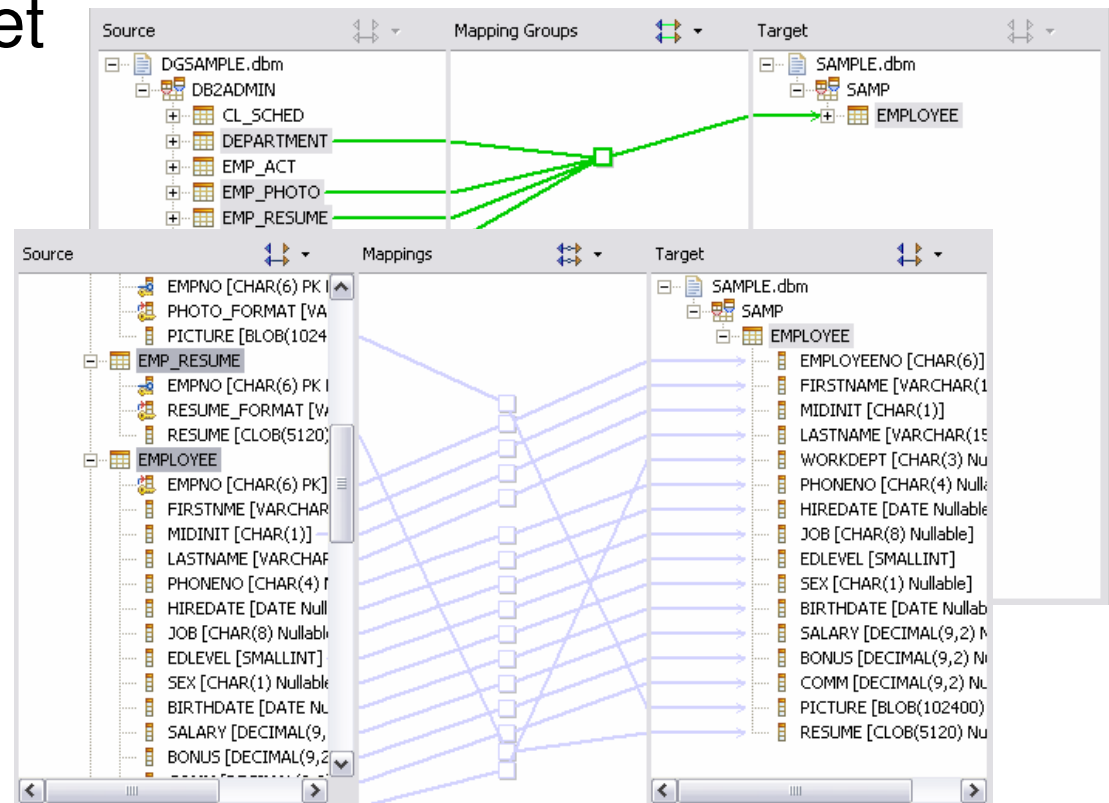 et
Source
Mapping Groups
Target
DGSAMPLE.dbm
DB2ADMIN
CL_SCHED
DEPARTMENT
EMP_ACT
EMP_PHOTO
EMP_RESUME
SAMPLE.dbm
SAMP
EMPLOYEE
Source
Mappings
Target
EMPNO [CHAR(6) PK
PHOTO_FORMAT [VA
PICTURE [BLOB(1024
EMP_RESUME
EMPNO [CHAR(6) PK
RESUME_FORMAT [VA
RESUME [CLOB(5120)
EMPLOYEE
EMPNO [CHAR(6) PK]
FIRSTNME [VARCHAR
MIDINIT [CHAR(1)]
LASTNAME [VARCHAR
PHONENO [CHAR(4)
HIREDATE [DATE Null
JOB [CHAR(8) Nullabl
EDLEVEL [SMALLINT]
SEX [CHAR(1) Nullable
BIRTHDATE [DATE Nu
SALARY [DECIMAL(9,
BONUS [DECIMAL(9,2
SAMPLE.dbm
SAMP
EMPLOYEE
EMPLOYEENO [CHAR(6)]
FIRSTNAME [VARCHAR(1
MIDINIT [CHAR(1)]
LASTNAME [VARCHAR(15
WORKDEPT [CHAR(3) Nu
PHONENO [CHAR(4) Nulla
HIREDATE [DATE Nullable
JOB [CHAR(8) Nullable]
EDLEVEL [SMALLINT]
SEX [CHAR(1) Nullable]
BIRTHDATE [DATE Nullab
SALARY [DECIMAL(9,2) N
BONUS [DECIMAL(9,2) Nu
COMM [DECIMAL(9,2) Nu
PICTURE [BLOB(102400)
RESUME [CLOB(5120) Nu